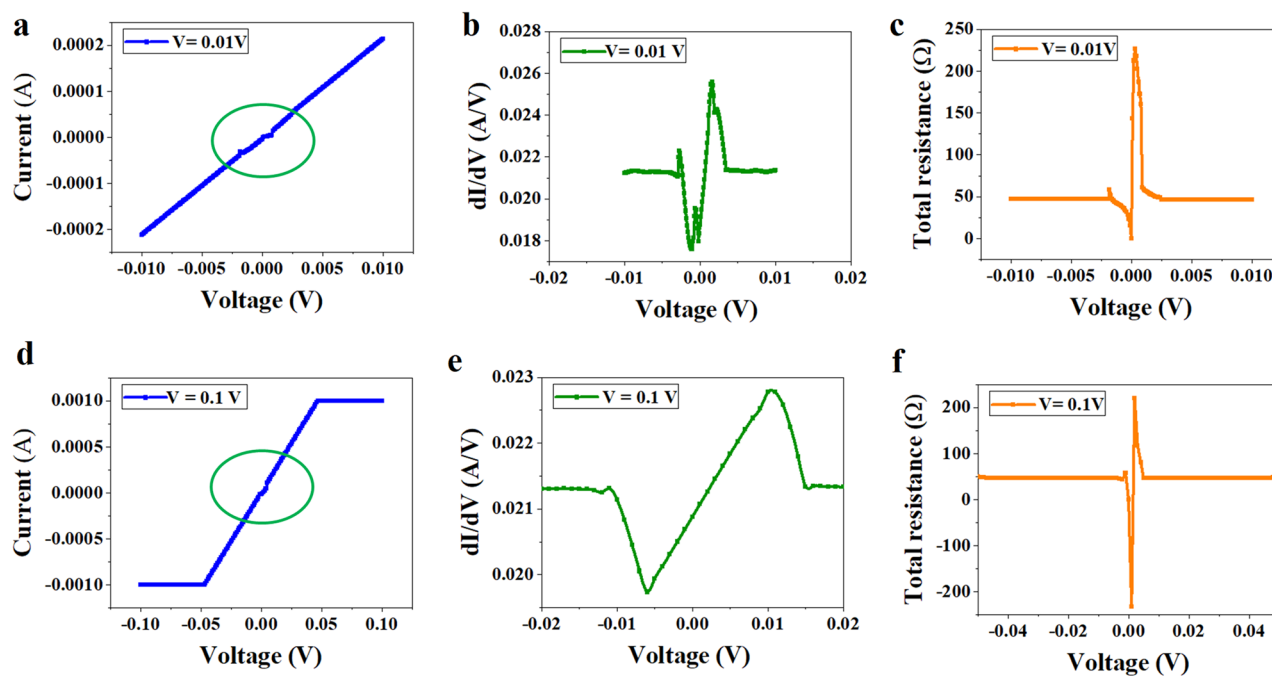 a
V= 0.01V
Current (A)
0.0002
0.0001
0.0000
-0.0001
-0.0002
-0.010 -0.005 0.000 0.005 0.010
Voltage (V)
b
V= 0.01 V
dI/dV (A/V)
0.028
0.026
0.024
0.022
0.021
0.019
0.018
-0.02 -0.01 0.00 0.01 0.02
Voltage (V)
c
V= 0.01V
Total resistance (Ω)
250
200
150
100
50
0
-0.010 -0.005 0.000 0.005 0.010
Voltage (V)
d
V = 0.1 V
Current (A)
0.0010
0.0005
0.0000
-0.0005
-0.0010
-0.10 -0.05 0.00 0.05 0.10
Voltage (V)
e
V = 0.1 V
dI/dV (A/V)
0.023
0.022
0.021
0.020
-0.02 -0.01 0.00 0.01 0.02
Voltage (V)
f
V= 0.1V
Total resistance (Ω)
200
100
0
-100
-200
-0.04 -0.02 0.00 0.02 0.04
Voltage (V)